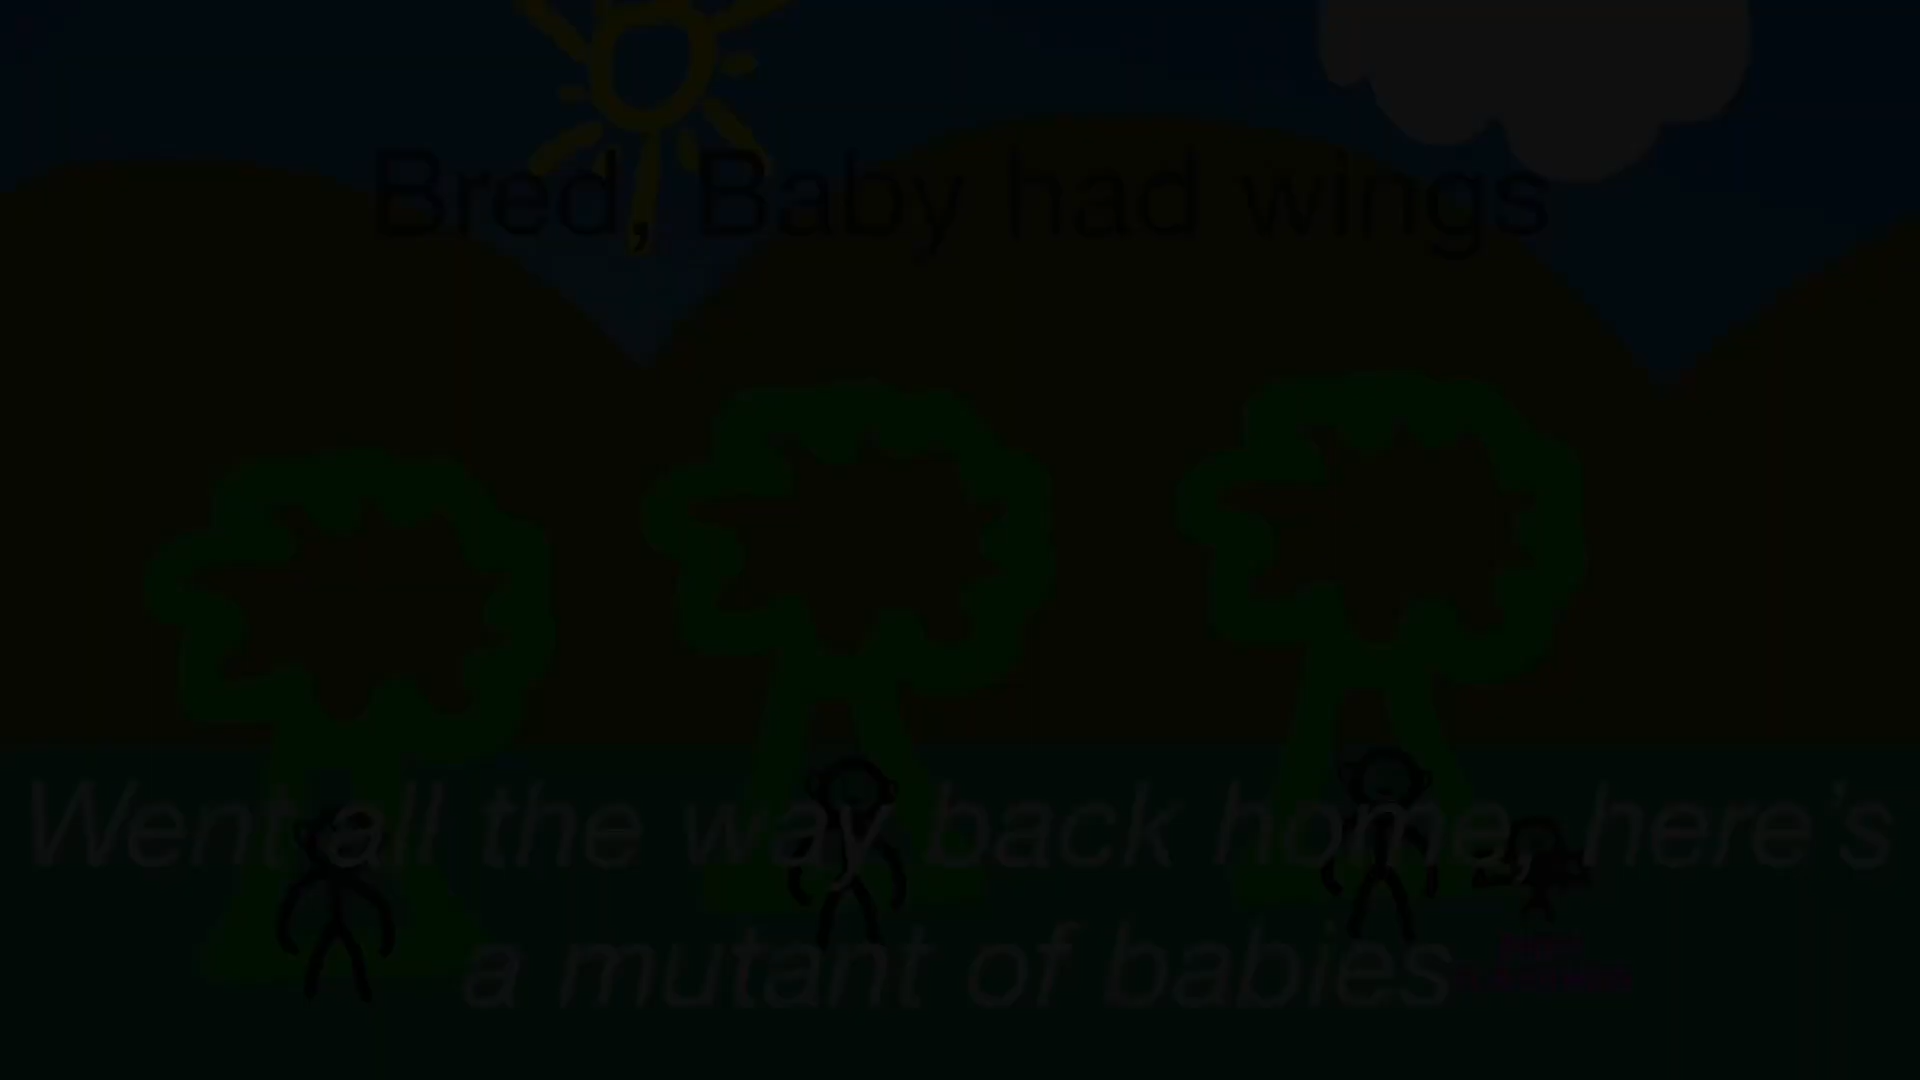 Bred, Baby had wings
Went all the way back home, here's
a mutant of babies